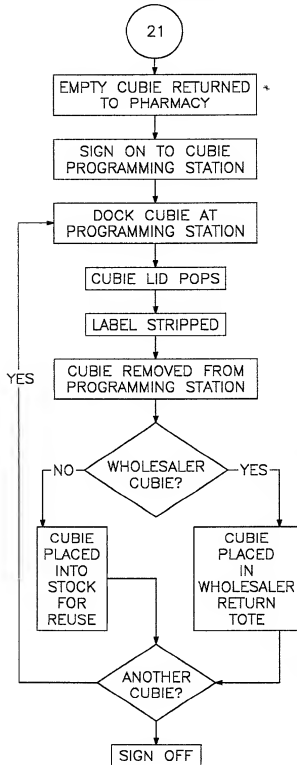 21
EMPTY CUBIE RETURNED
TO PHARMACY
SIGN ON TO CUBIE
PROGRAMMING STATION
DOCK CUBIE AT
PROGRAMMING STATION
CUBIE LID POPS
LABEL STRIPPED
YES
CUBIE REMOVED FROM
PROGRAMMING STATION
NO
WHOLESALER
CUBIE?
YES
CUBIE
PLACED
INTO
STOCK
FOR
REUSE
CUBIE
PLACED
IN
WHOLESALER
RETURN
TOTE
ANOTHER
CUBIE?
SIGN OFF